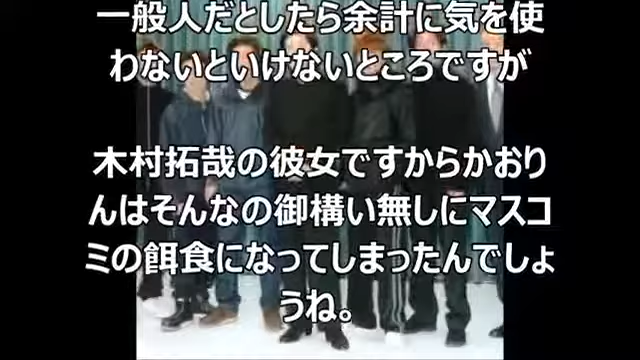 一般人だとしたら余計に気を使
わないといけないところですが
木村拓哉の彼女ですからかおり
んはそんなの御構い無しにマスコ
ミの餌食になってしまったんでしょ
うね。